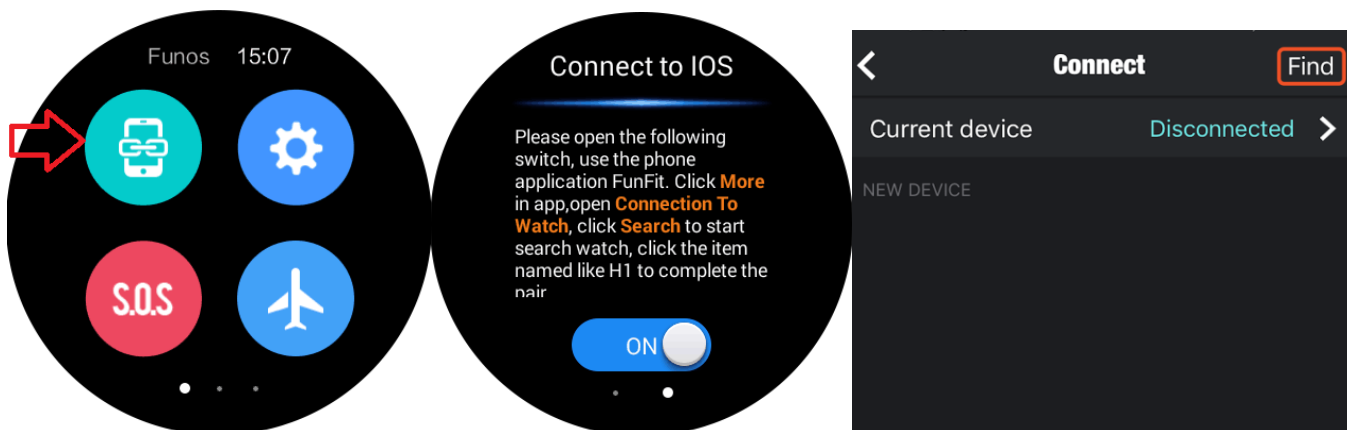 Funos 15:07
S.O.S
Connect to IOS
Please open the following
switch, use the phone
application FunFit. Click More
in app,open Connection To
Watch, click Search to start
search watch, click the item
named like H1 to complete the
pair
ON
Connect
Find
Current device
Disconnected
NEW DEVICE